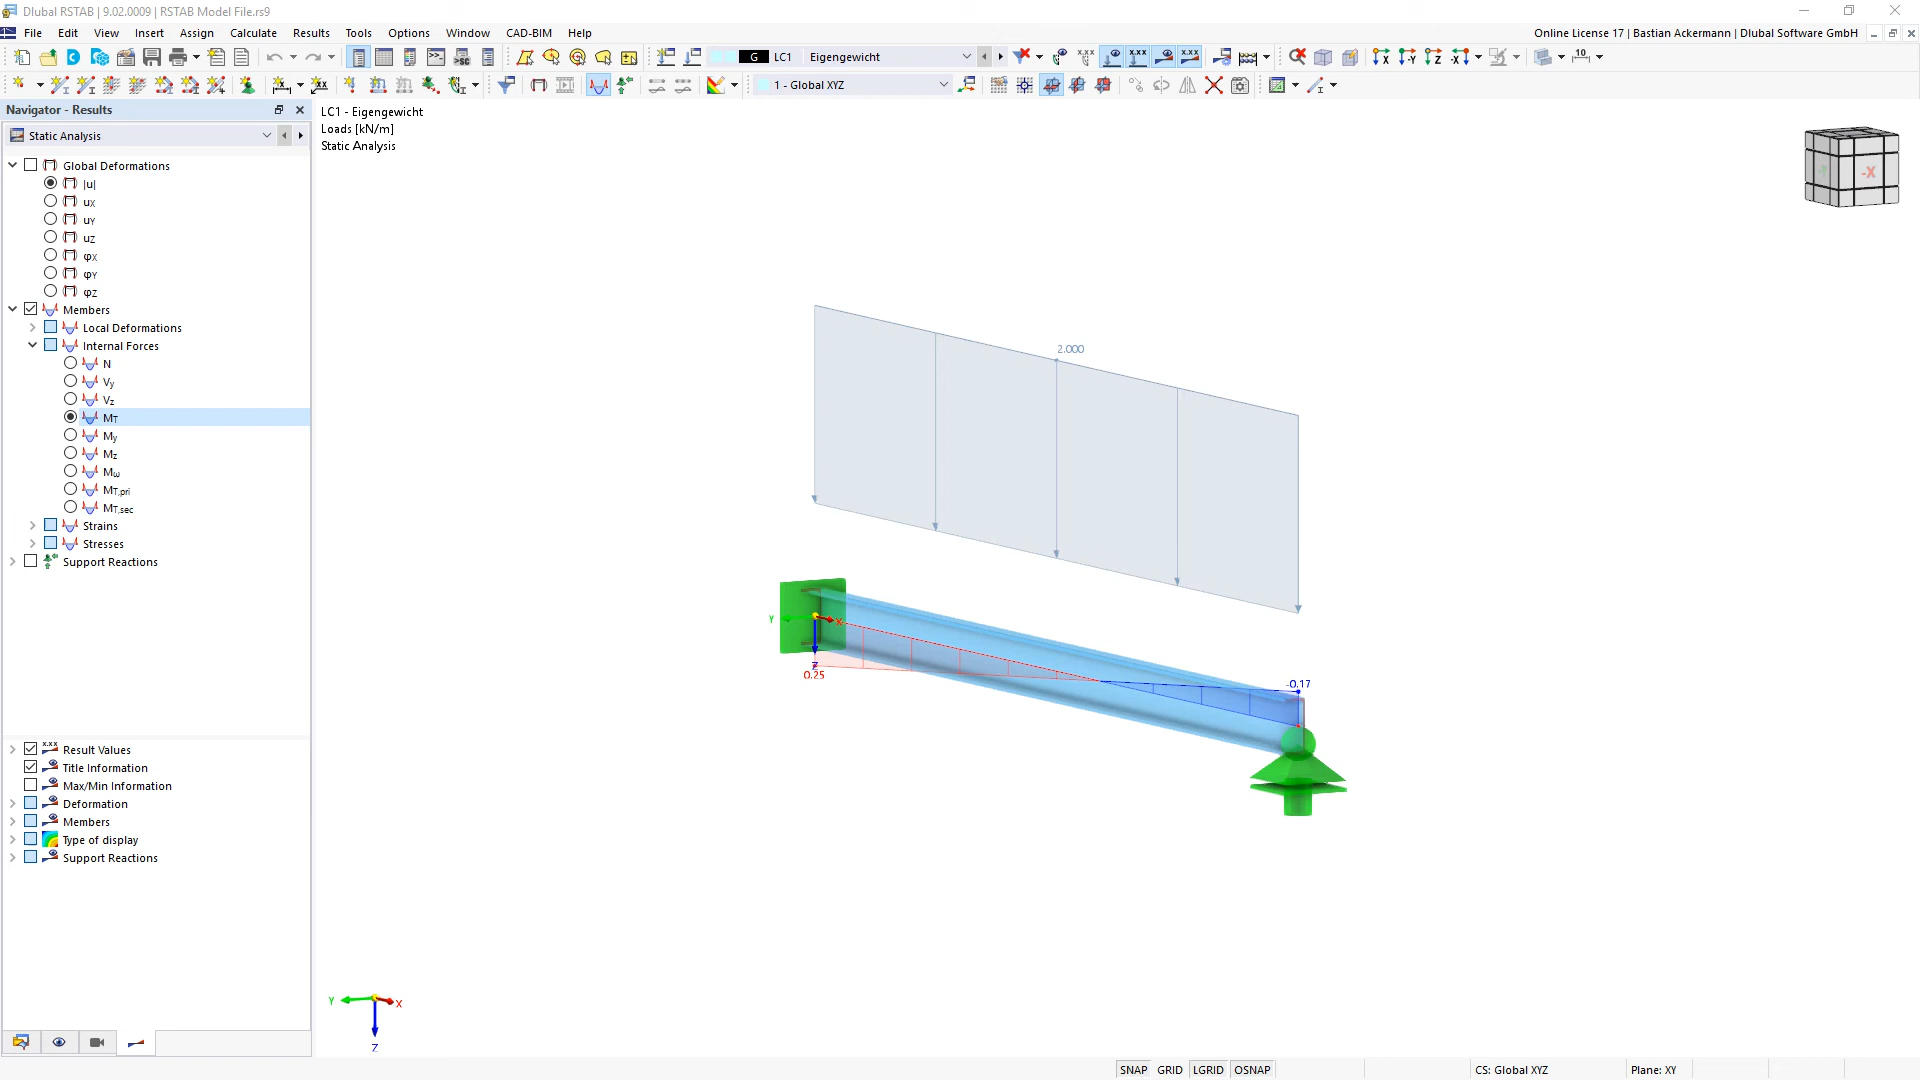 Dlubal RSTAB | 9.02.0009 | RSTAB Model File.rs9
File Edit View Insert Assign Calculate Results Tools Options Window CAD-BIM Help
Online License 17 | Bastian Ackermann | Dlubal Software GmbH
G LC1 Eigengewicht
1 - Global XYZ
Navigator - Results
Static Analysis
Global Deformations
|u|
uX
uY
uZ
φX
φY
φZ
Members
Local Deformations
Internal Forces
N
Vy
Vz
MT
My
Mz
Mω
MT,pri
MT,sec
Strains
Stresses
Support Reactions
Result Values
Title Information
Max/Min Information
Deformation
Members
Type of display
Support Reactions
LC1 - Eigengewicht
Loads [kN/m]
Static Analysis
-X
2.000
Y
X
Z
0.25
-0.17
Y
X
Z
SNAP GRID LGRID OSNAP
CS: Global XYZ
Plane: XY